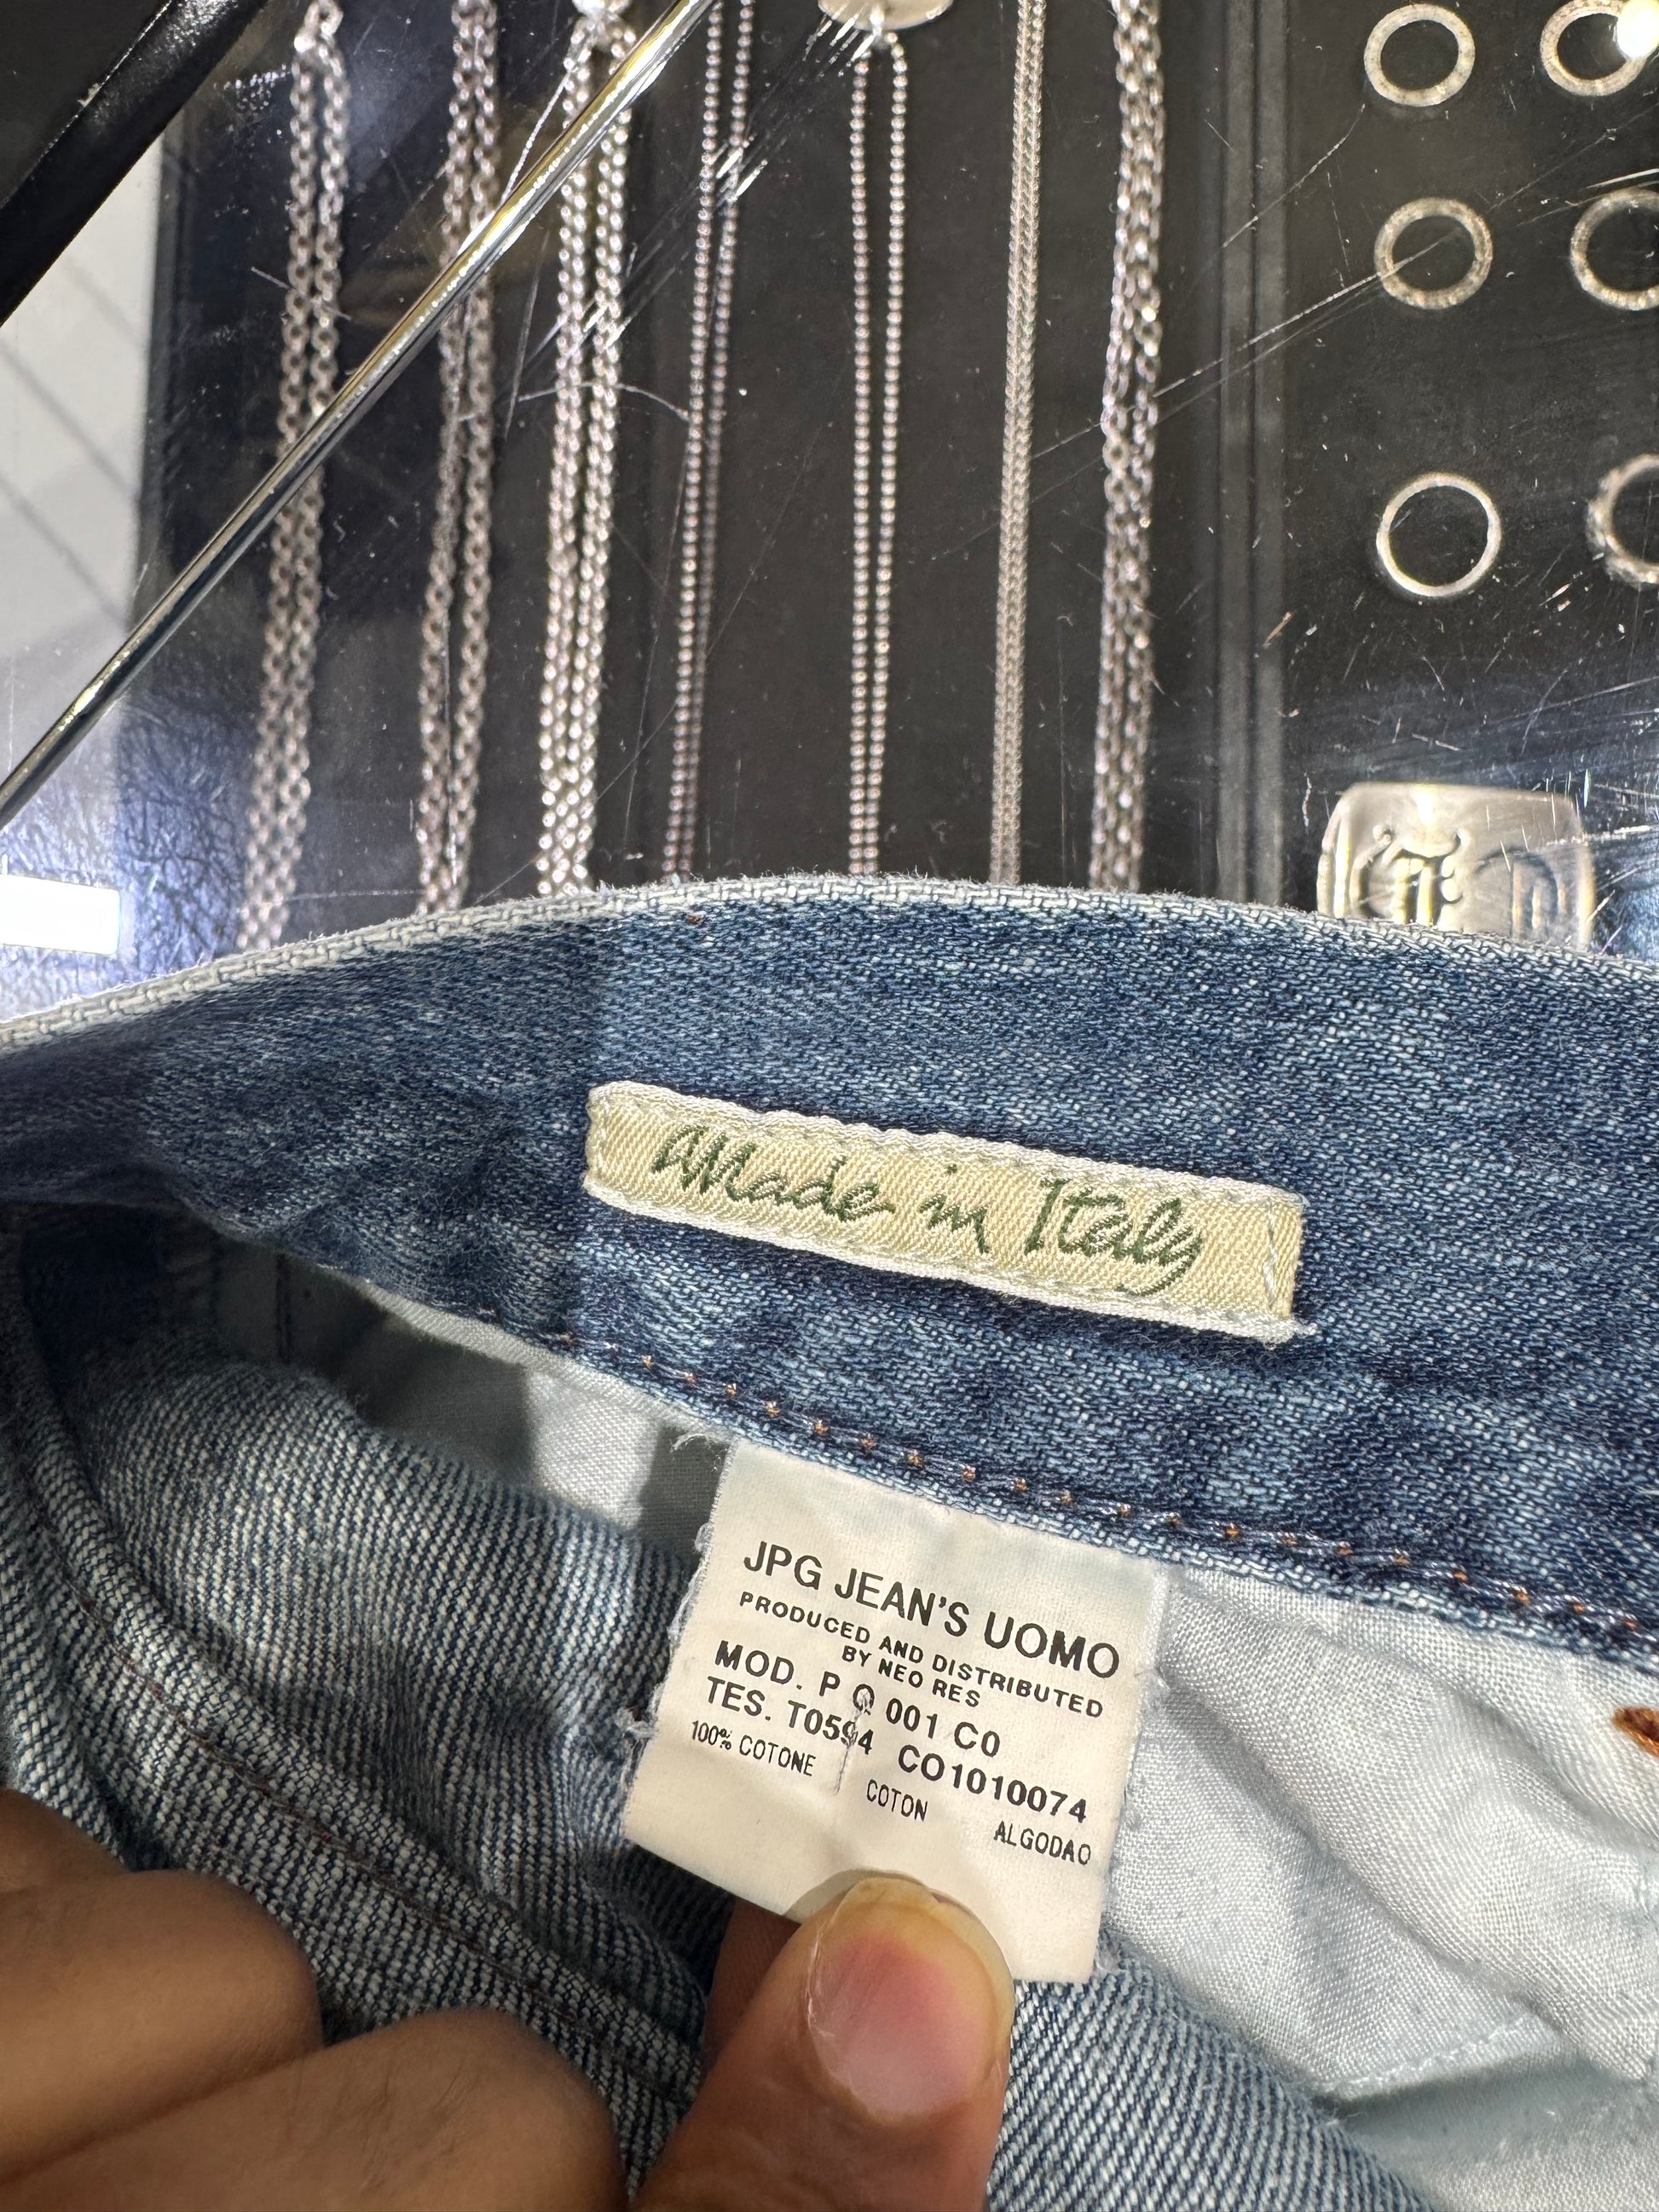 Made in Italy
JPG JEAN'S UOMO
PRODUCED AND DISTRIBUTED
BY NEO RES
MOD. P Q 001 CO
TES. T0594 CO1010074
100% COTONE COTON ALGODAO